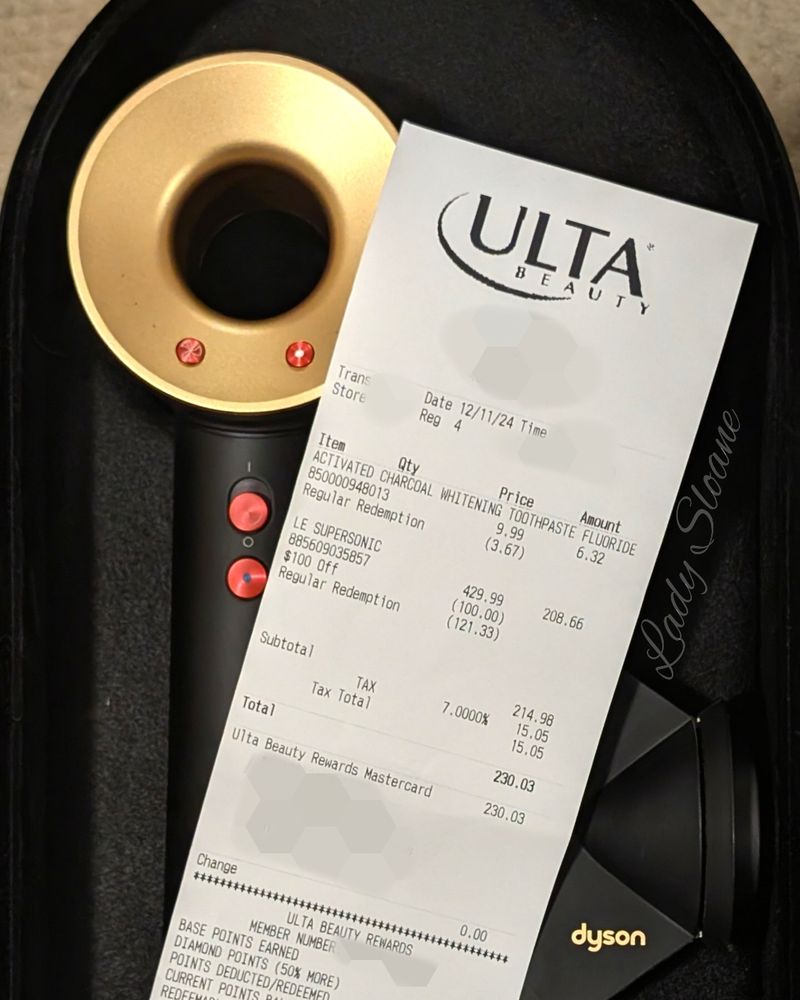 ULTA
BEAUTY
Trans
Store
Date 12/11/24 Time
Reg 4
Item Qty Price Amount
ACTIVATED CHARCOAL WHITENING TOOTHPASTE FLUORIDE
850000948013 9.99 6.32
Regular Redemption (3.67)
LE SUPERSONIC
885609035857 429.99 208.66
$100 Off (100.00)
Regular Redemption (121.33)
Subtotal 214.98
TAX 7.0000% 15.05
Tax Total 15.05
Total 230.03
Ulta Beauty Rewards Mastercard 230.03
Change 0.00
****************************************
ULTA BEAUTY REWARDS
MEMBER NUMBER
BASE POINTS EARNED
DIAMOND POINTS (50% MORE)
POINTS DEDUCTED/REDEEMED
CURRENT POINTS
Lady Sloane
dyson